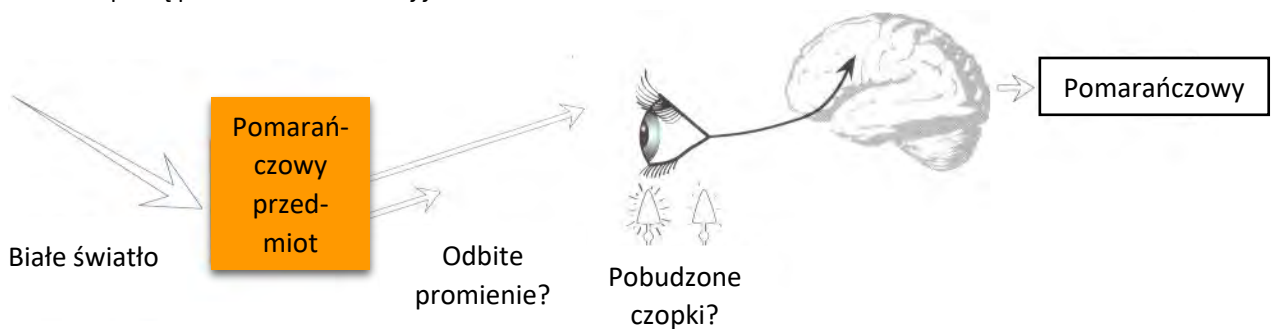 Pomarańczowy
Pomarań-
czowy
przed-
miot
Białe światło
Odbite
promienie?
Pobudzone
czopki?